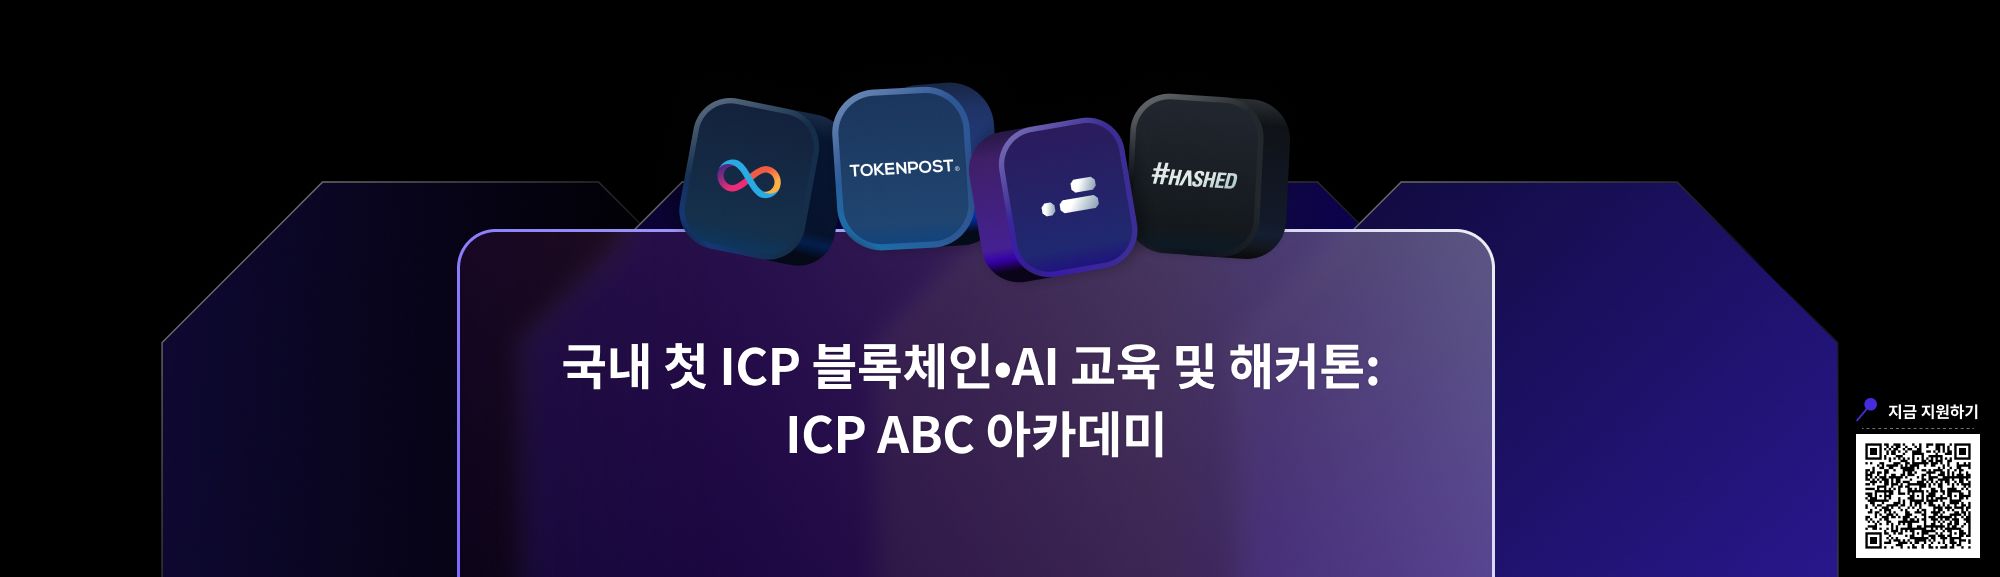 TOKENPOST®
#HASHED
국내 첫 ICP 블록체인•AI 교육 및 해커톤:
ICP ABC 아카데미
지금 지원하기